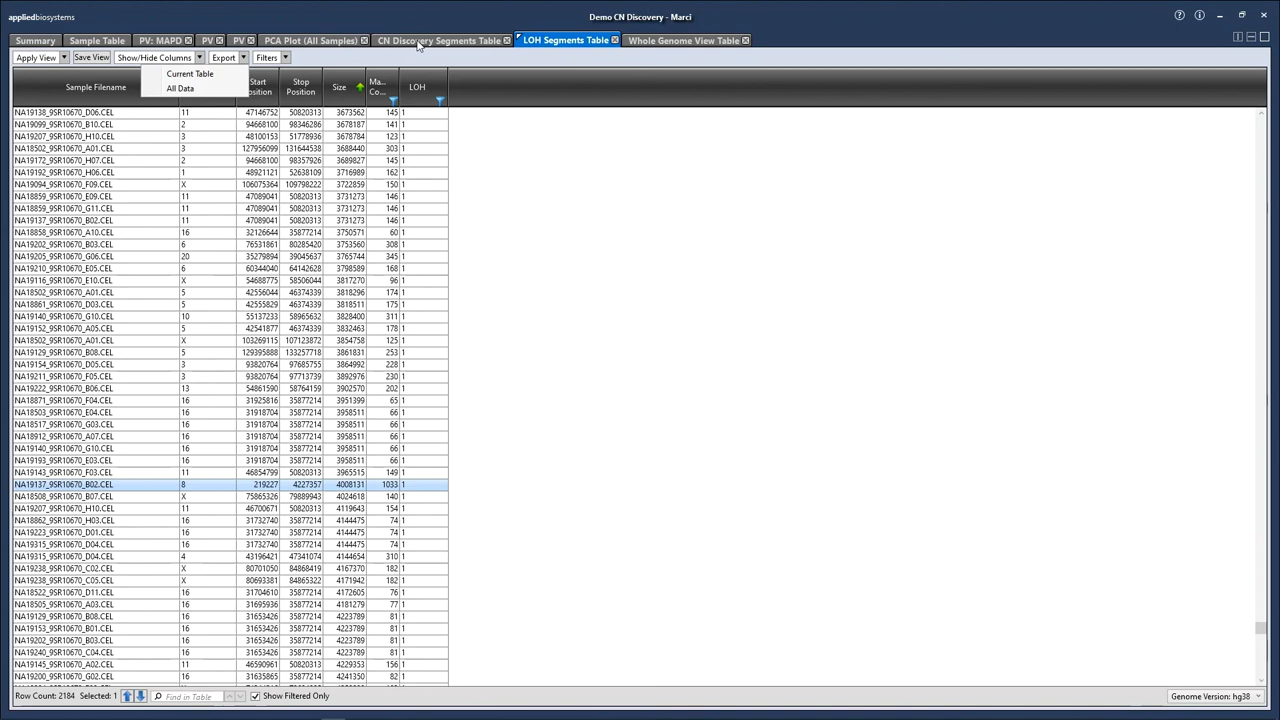 appliedbiosystems
Demo CN Discovery - Marci
Summary Sample Table PV: MAPD PV PV PCA Plot (All Samples) CN Discovery Segments Table LOH Segments Table Whole Genome View Table
Apply View Save View Show/Hide Columns Export Filters
Current Table
All Data
Sample Filename Start Position Stop Position Size Ma... Co... LOH
NA19138_9SR10670_D06.CEL 11 47146752 50820313 3673562 145 1
NA19099_9SR10670_B10.CEL 2 94668100 98346286 3678187 141 1
NA19207_9SR10670_H10.CEL 3 48100153 51778936 3678784 123 1
NA18502_9SR10670_A01.CEL 3 127956099 131644538 3688440 303 1
NA19172_9SR10670_H07.CEL 2 94668100 98357926 3689827 145 1
NA19192_9SR10670_H06.CEL 1 48921121 52638109 3716989 162 1
NA19094_9SR10670_F09.CEL X 106075364 109798222 3722859 150 1
NA18859_9SR10670_E09.CEL 11 47089041 50820313 3731273 146 1
NA18859_9SR10670_G11.CEL 11 47089041 50820313 3731273 146 1
NA19137_9SR10670_B02.CEL 11 47089041 50820313 3731273 146 1
NA18858_9SR10670_A10.CEL 16 32126644 35877214 3750571 60 1
NA19202_9SR10670_B03.CEL 6 76531861 80285420 3753560 308 1
NA19205_9SR10670_G06.CEL 20 35279894 39045637 3765744 345 1
NA19210_9SR10670_E05.CEL 6 60344040 64142628 3798589 168 1
NA19116_9SR10670_E10.CEL X 54688775 58506044 3817270 96 1
NA18502_9SR10670_A01.CEL 5 42556044 46374339 3818296 174 1
NA18861_9SR10670_D03.CEL 5 42555829 46374339 3818511 175 1
NA19140_9SR10670_G10.CEL 10 55137233 58965632 3828400 311 1
NA19152_9SR10670_A05.CEL 5 42541877 46374339 3832463 178 1
NA18502_9SR10670_A01.CEL X 103269115 107123872 3854758 125 1
NA19129_9SR10670_B08.CEL 5 129395888 133257718 3861831 253 1
NA19154_9SR10670_D05.CEL 3 93820764 97685755 3864992 228 1
NA19211_9SR10670_F05.CEL 3 93820764 97713739 3892976 230 1
NA19222_9SR10670_B06.CEL 13 54861590 58764159 3902570 202 1
NA18871_9SR10670_F04.CEL 16 31925816 35877214 3951399 65 1
NA18503_9SR10670_E04.CEL 16 31918704 35877214 3958511 66 1
NA18517_9SR10670_G03.CEL 16 31918704 35877214 3958511 66 1
NA18912_9SR10670_A07.CEL 16 31918704 35877214 3958511 66 1
NA19140_9SR10670_G10.CEL 16 31918704 35877214 3958511 66 1
NA19193_9SR10670_E03.CEL 16 31918704 35877214 3958511 66 1
NA19143_9SR10670_F03.CEL 11 46854799 50820313 3965515 149 1
NA19137_9SR10670_B02.CEL 8 219227 4227357 4008131 1033 1
NA18508_9SR10670_B07.CEL X 75865326 79889943 4024618 140 1
NA19207_9SR10670_H10.CEL 11 46700671 50820313 4119643 154 1
NA18862_9SR10670_H03.CEL 16 31732740 35877214 4144475 74 1
NA19223_9SR10670_D01.CEL 16 31732740 35877214 4144475 74 1
NA19315_9SR10670_D04.CEL 16 31732740 35877214 4144475 74 1
NA19315_9SR10670_D04.CEL 4 43196421 47341074 4144654 310 1
NA19238_9SR10670_C02.CEL X 80701050 84868419 4167370 182 1
NA19238_9SR10670_C05.CEL X 80693381 84865322 4171942 182 1
NA18522_9SR10670_D11.CEL 16 31704610 35877214 4172605 76 1
NA18505_9SR10670_A03.CEL 16 31695936 35877214 4181279 77 1
NA19129_9SR10670_B08.CEL 16 31653426 35877214 4223789 81 1
NA19153_9SR10670_B01.CEL 16 31653426 35877214 4223789 81 1
NA19202_9SR10670_B03.CEL 16 31653426 35877214 4223789 81 1
NA19240_9SR10670_C04.CEL 16 31653426 35877214 4223789 81 1
NA19145_9SR10670_A02.CEL 11 46590961 50820313 4229353 156 1
NA19200_9SR10670_G02.CEL 16 31635865 35877214 4241350 82 1
Row Count: 2184 Selected: 1 Find in Table Show Filtered Only Genome Version: hg38